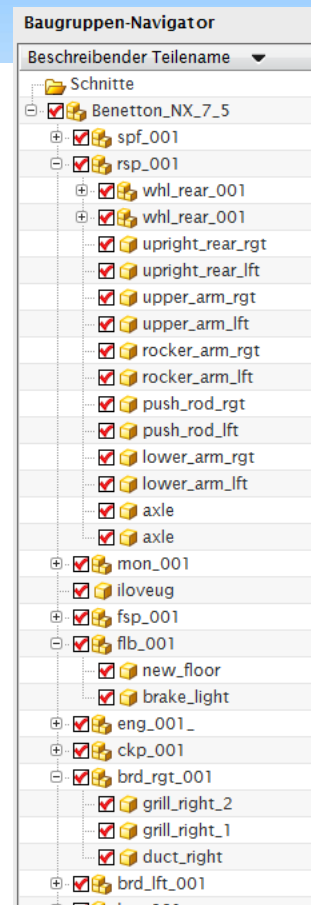 Baugruppen-Navigator
Beschreibender Teilename
Schnitte
Benetton_NX_7_5
spf_001
rsp_001
whl_rear_001
whl_rear_001
upright_rear_rgt
upright_rear_lft
upper_arm_rgt
upper_arm_lft
rocker_arm_rgt
rocker_arm_lft
push_rod_rgt
push_rod_lft
lower_arm_rgt
lower_arm_lft
axle
axle
mon_001
iloveug
fsp_001
flb_001
new_floor
brake_light
eng_001_
ckp_001
brd_rgt_001
grill_right_2
grill_right_1
duct_right
brd_lft_001